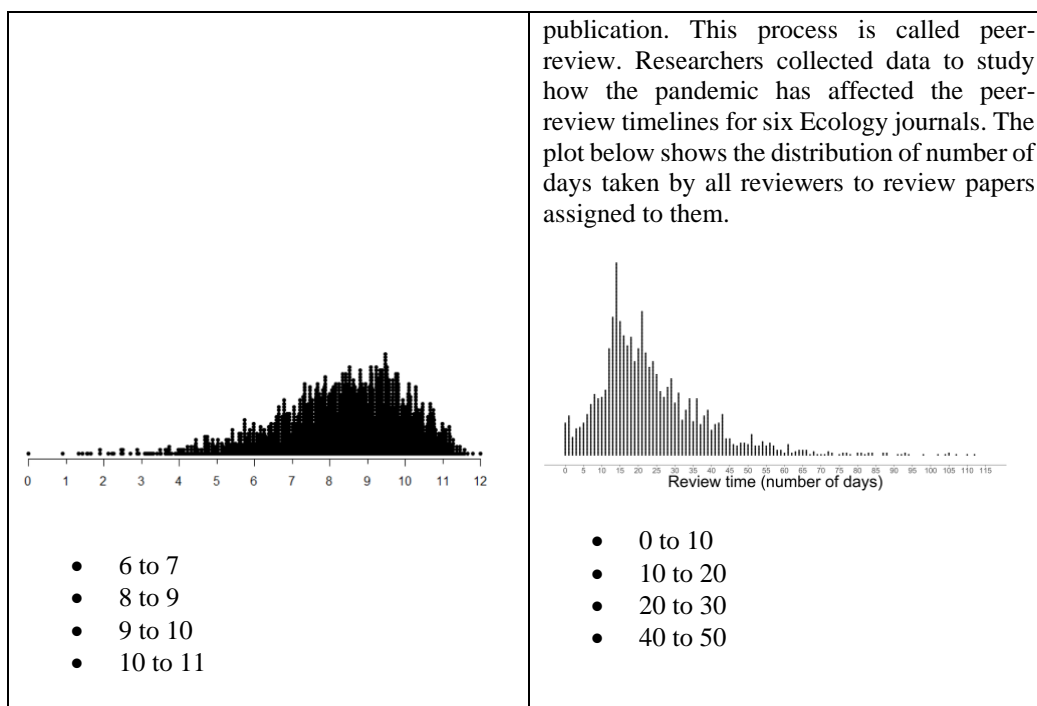 publication. This process is called peer-
review. Researchers collected data to study
how the pandemic has affected the peer-
review timelines for six Ecology journals. The
plot below shows the distribution of number of
days taken by all reviewers to review papers
assigned to them.
0 1 2 3 4 5 6 7 8 9 10 11 12
• 6 to 7
• 8 to 9
• 9 to 10
• 10 to 11
0 5 10 15 20 25 30 35 40 45 50 55 60 65 70 75 80 85 90 95 100 105 110 115
Review time (number of days)
• 0 to 10
• 10 to 20
• 20 to 30
• 40 to 50